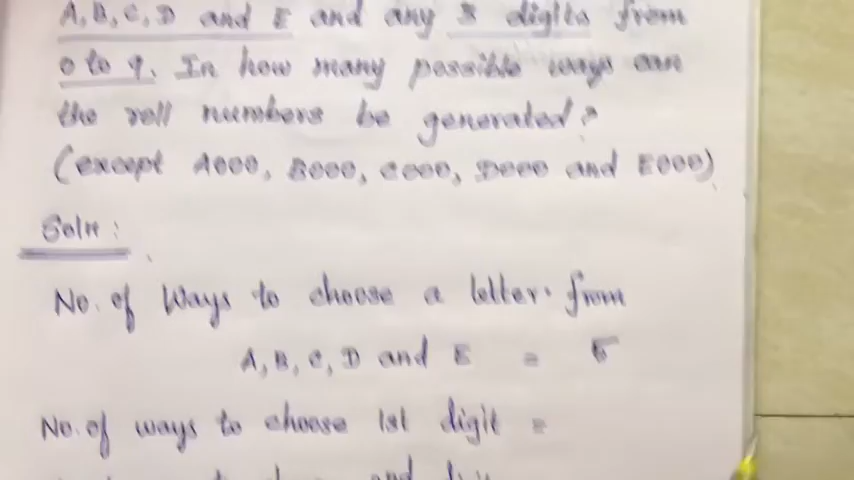 A, B, C, D and E and any 3 digits from
0 to 9. In how many possible ways can
the roll numbers be generated?
(except A000, B000, C000, D000 and E000)
Soln:
No. of Ways to choose a letter from
A, B, C, D and E = 5
No. of ways to choose 1st digit =